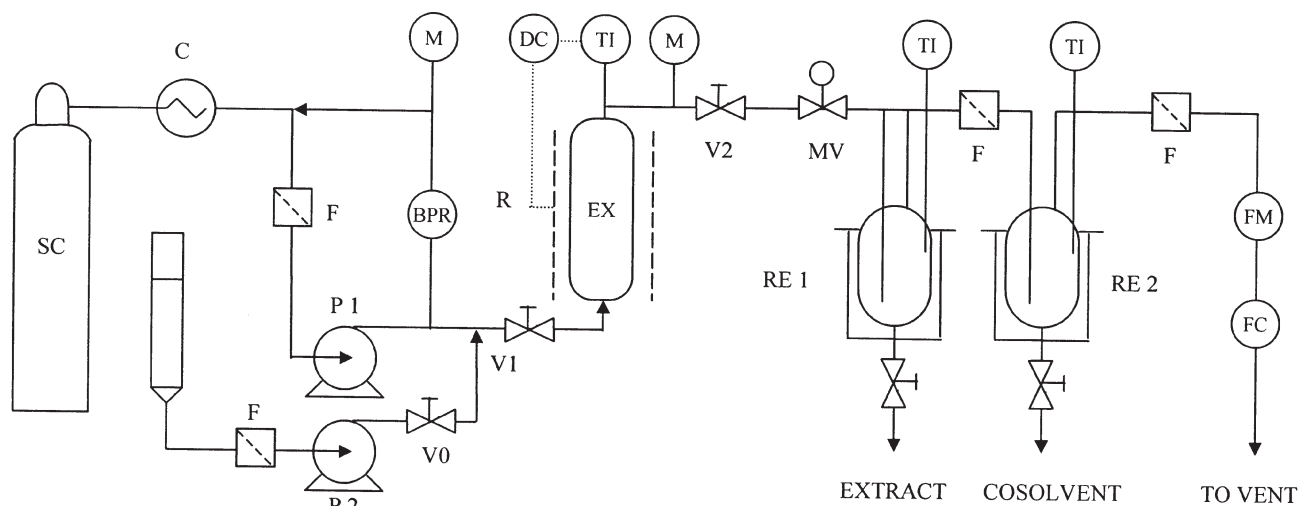 M
DC
TI
M
TI
TI
C
V2
MV
F
F
F
R
EX
BPR
FM
SC
RE 1
RE 2
P 1
V1
FC
F
V0
P 2
EXTRACT
COSOLVENT
TO VENT